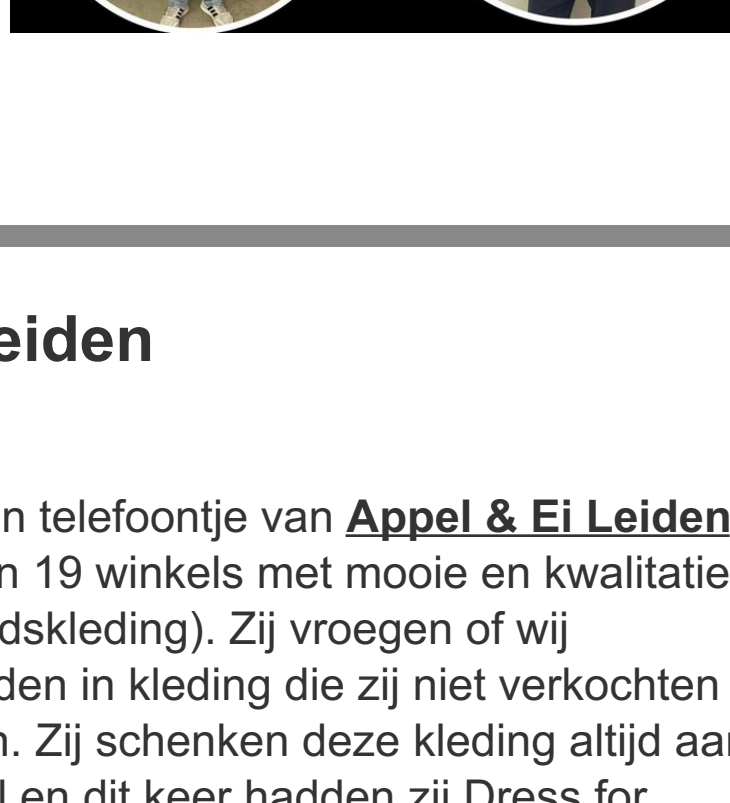 eiden
n telefoontje van Appel & Ei Leiden
n 19 winkels met mooie en kwalitatie
dskleding). Zij vroegen of wij
den in kleding die zij niet verkochten
n. Zij schenken deze kleding altijd aan
l en dit keer hadden zij Dress for